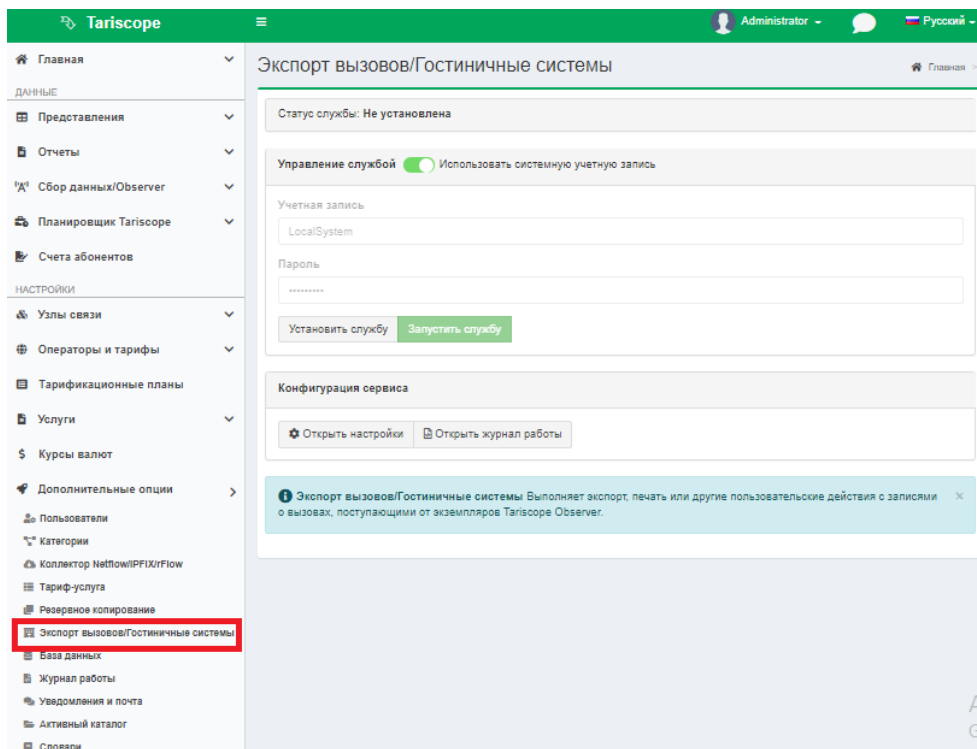 Tariscope
Administrator
Русский
Главная
ДАННЫЕ
Представления
Отчеты
Сбор данных/Observer
Планировщик Tariscope
Счета абонентов
НАСТРОЙКИ
Узлы связи
Операторы и тарифы
Тарификационные планы
Услуги
$ Курсы валют
Дополнительные опции
Пользователи
Категории
Коллектор Netflow/IPFIX/rFlow
Тариф-услуга
Резервное копирование
Экспорт вызовов/Гостиничные системы
База данных
Журнал работы
Уведомления и почта
Активный каталог
Словари
Экспорт вызовов/Гостиничные системы
Главная >
Статус службы: Не установлена
Управление службой Использовать системную учетную запись
Учетная запись
LocalSystem
Пароль
•••••••••
Установить службу Запустить службу
Конфигурация сервиса
Открыть настройки Открыть журнал работы
Экспорт вызовов/Гостиничные системы Выполняет экспорт, печать или другие пользовательские действия с записями
о вызовах, поступающими от экземпляров Tariscope Observer.